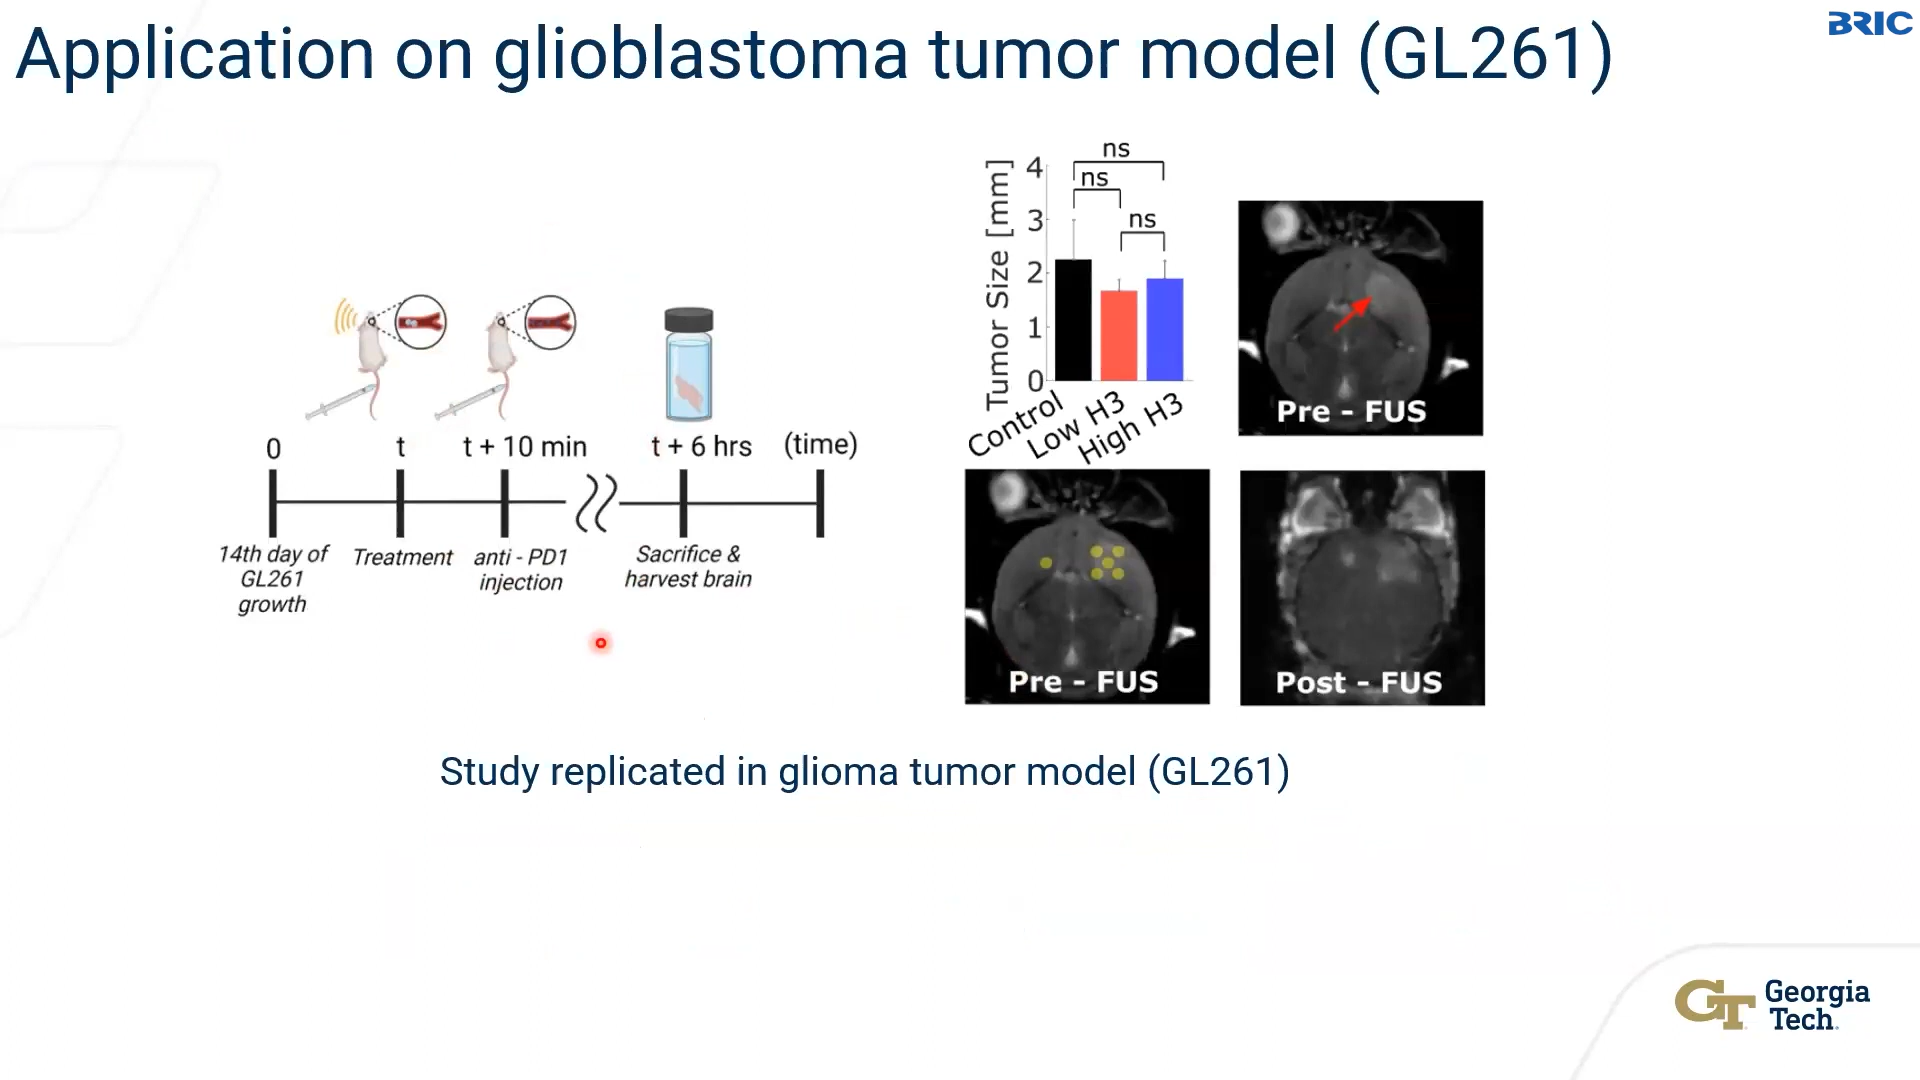 Application on glioblastoma tumor model (GL261)
BRIC
0
t
t + 10 min
t + 6 hrs
(time)
14th day of
GL261
growth
Treatment
anti - PD1
injection
Sacrifice &
harvest brain
Tumor Size [mm]
4
3
2
1
0
ns
ns
ns
Control
Low H3
High H3
Pre - FUS
Pre - FUS
Post - FUS
Study replicated in glioma tumor model (GL261)
GT
Georgia
Tech.